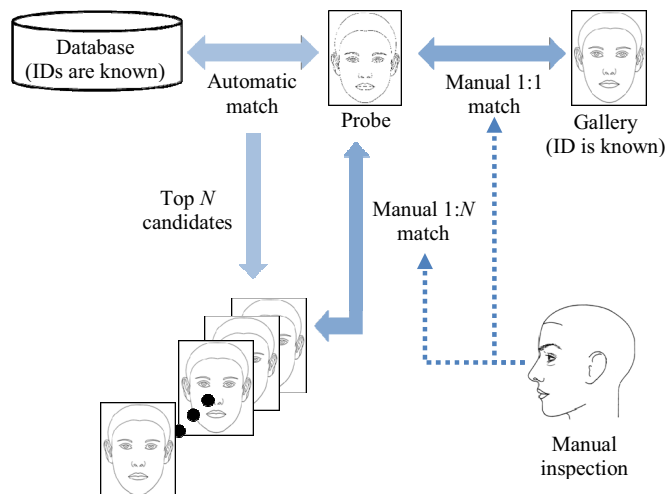 Database
(IDs are known)
Automatic
match
Probe
Manual 1:1
match
Gallery
(ID is known)
Top N
candidates
Manual 1:N
match
Manual
inspection